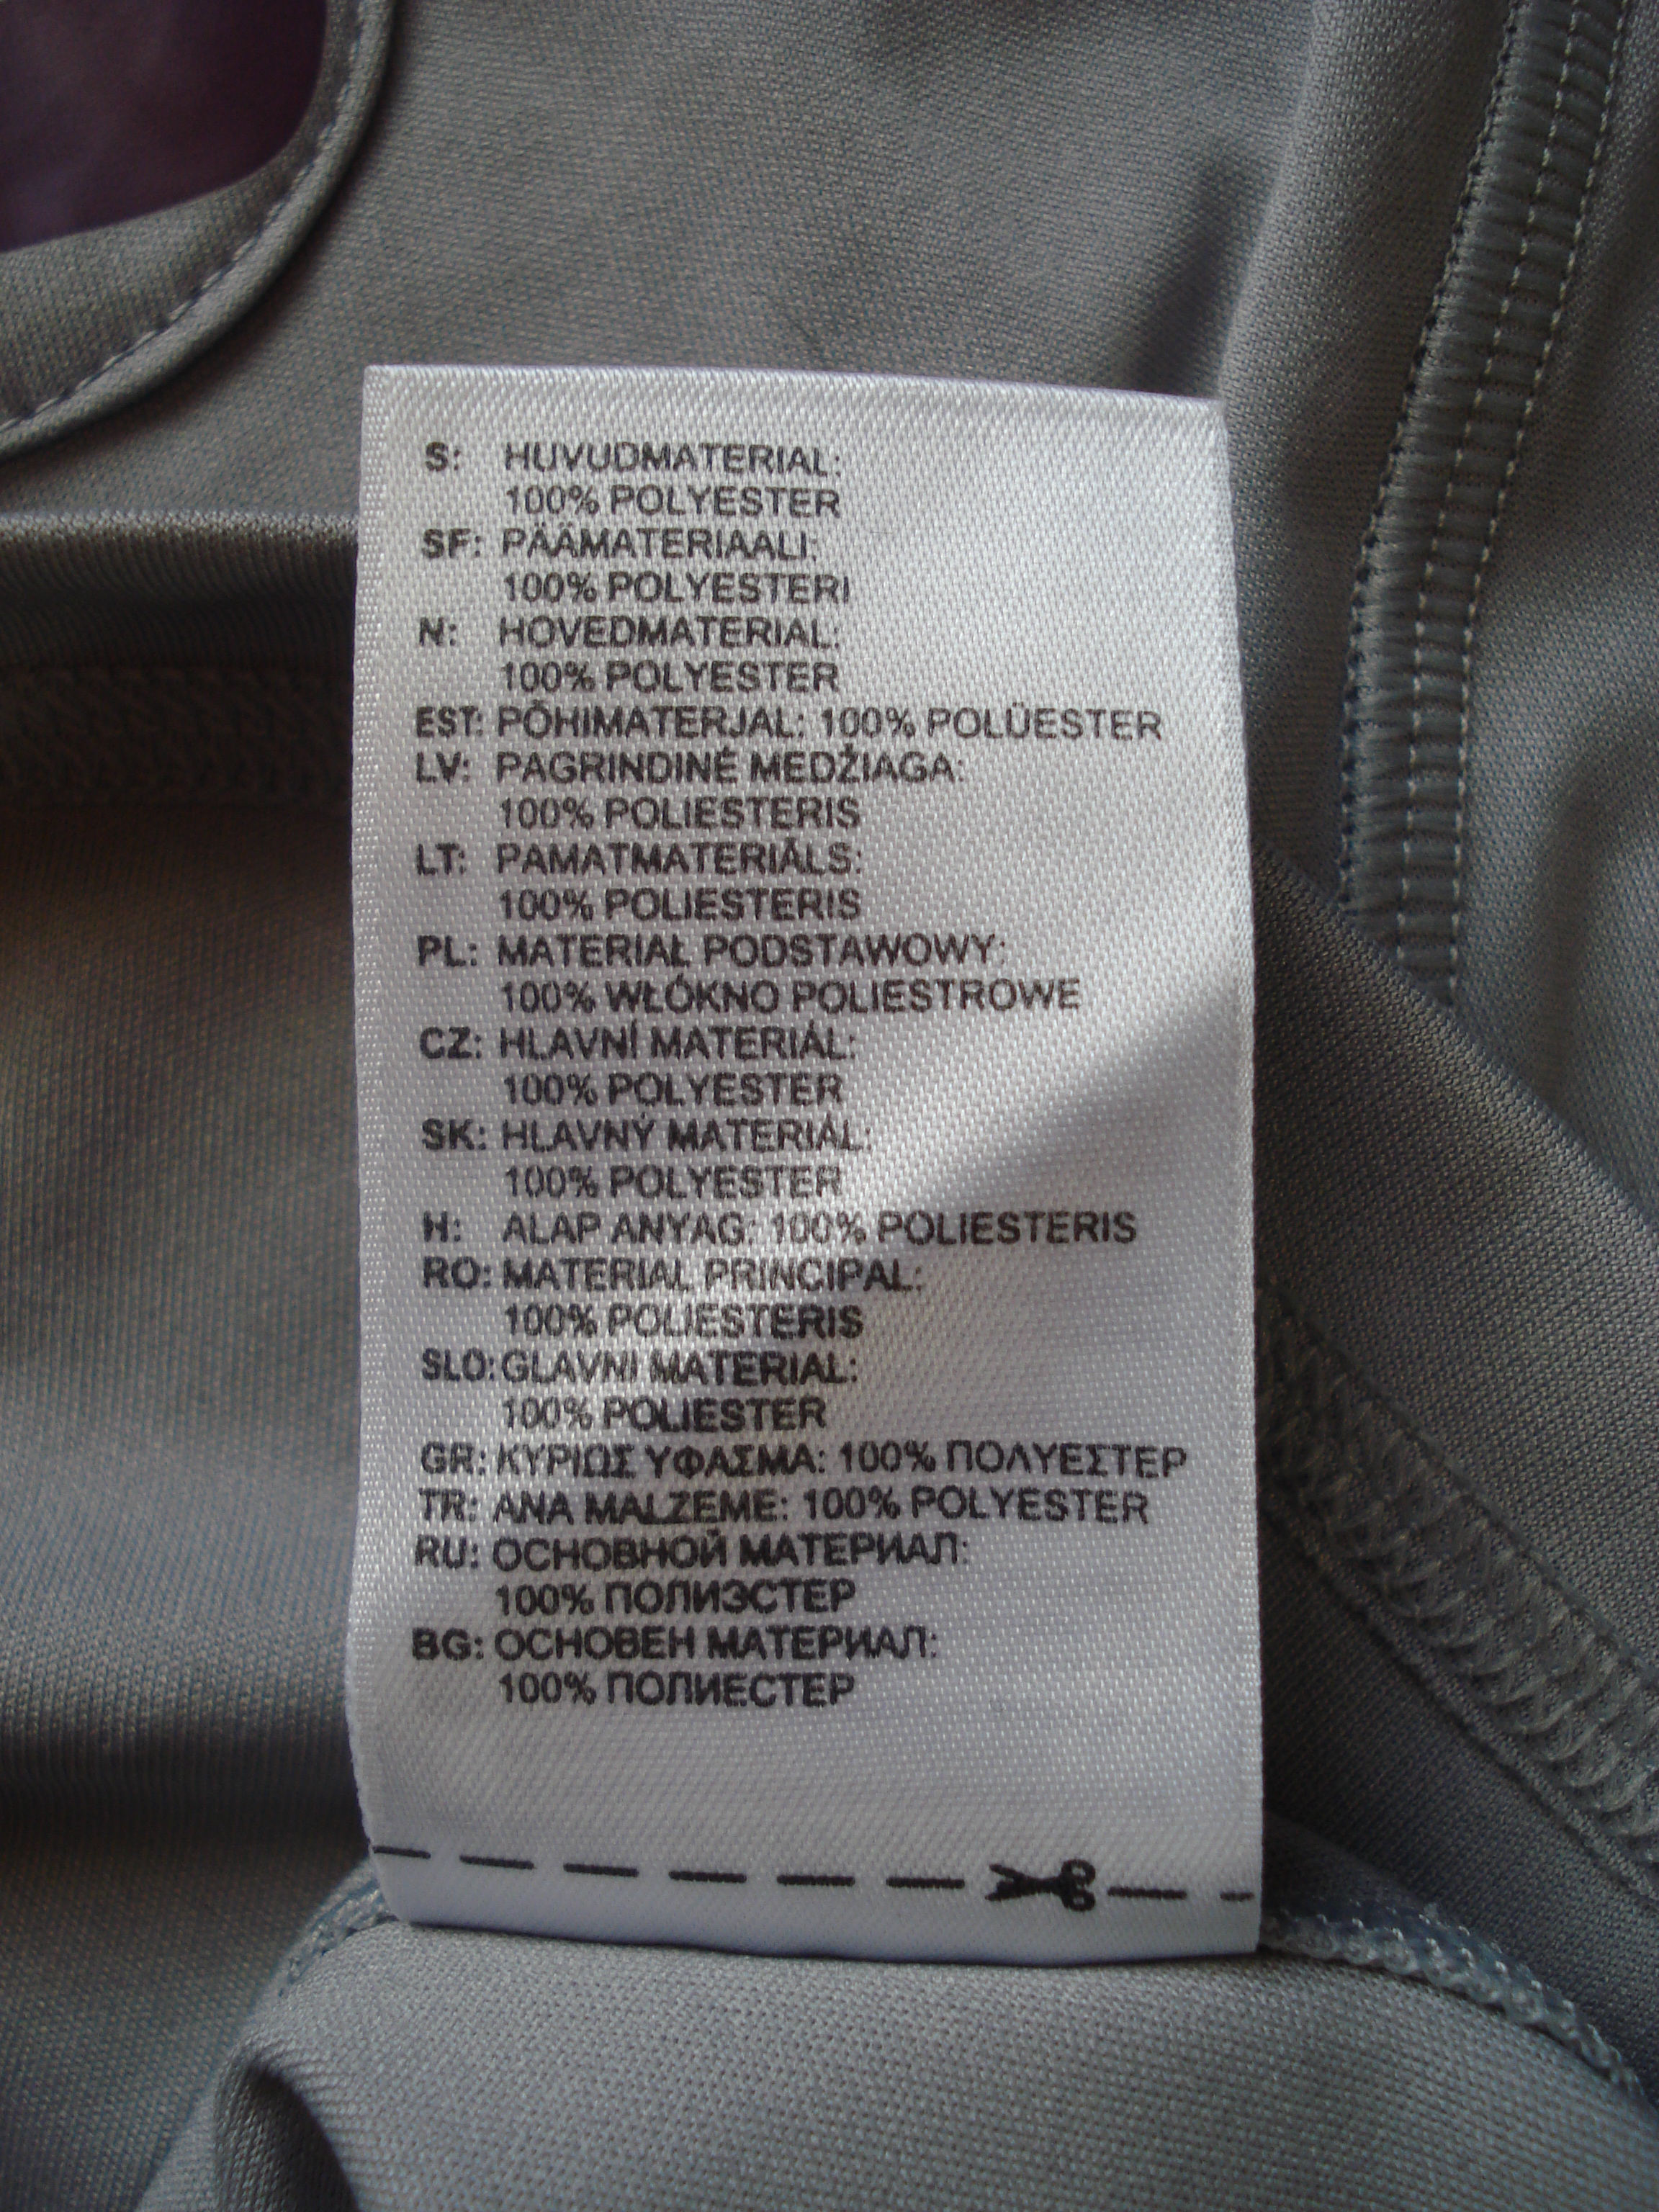 S: HUVUDMATERIAL:
100% POLYESTER
SF: PÄÄMATERIAALI:
100% POLYESTERI
N: HOVEDMATERIAL:
100% POLYESTER
EST: PÕHIMATERJAL: 100% POLÜESTER
LV: PAGRINDINĖ MEDŽIAGA:
100% POLIESTERIS
LT: PAMATMATERIĀLS:
100% POLIESTERIS
PL: MATERIAŁ PODSTAWOWY:
100% WŁÓKNO POLIESTROWE
CZ: HLAVNÍ MATERIÁL:
100% POLYESTER
SK: HLAVNÝ MATERIÁL:
100% POLYESTER
H: ALAP ANYAG: 100% POLIESTERIS
RO: MATERIAL PRINCIPAL:
100% POLIESTERIS
SLO: GLAVNI MATERIAL:
100% POLIESTER
GR: ΚΥΡΙΩΣ ΥΦΑΣΜΑ: 100% ΠΟΛΥΕΣΤΕΡ
TR: ANA MALZEME: 100% POLYESTER
RU: ОСНОВНОЙ МАТЕРИАЛ:
100% ПОЛИЭСТЕР
BG: ОСНОВЕН МАТЕРИАЛ:
100% ПОЛИЕСТЕР